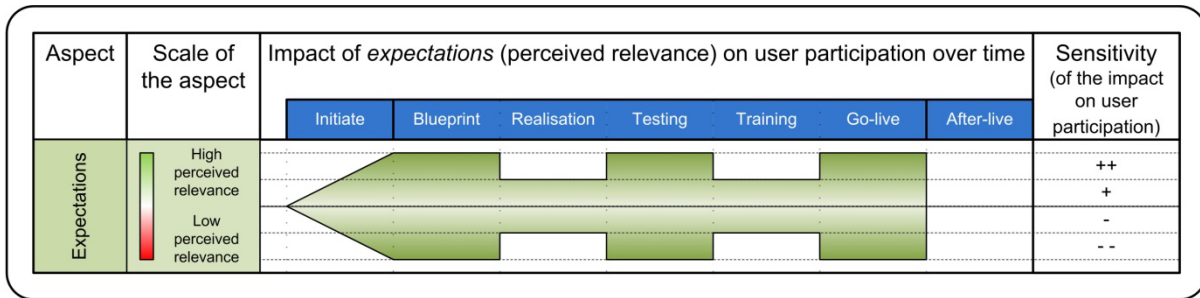 Aspect
Scale of
the aspect
Impact of expectations (perceived relevance) on user participation over time
Sensitivity
(of the impact
on user
participation)
Initiate
Blueprint
Realisation
Testing
Training
Go-live
After-live
Expectations
High
perceived
relevance
Low
perceived
relevance
++
+
-
- -